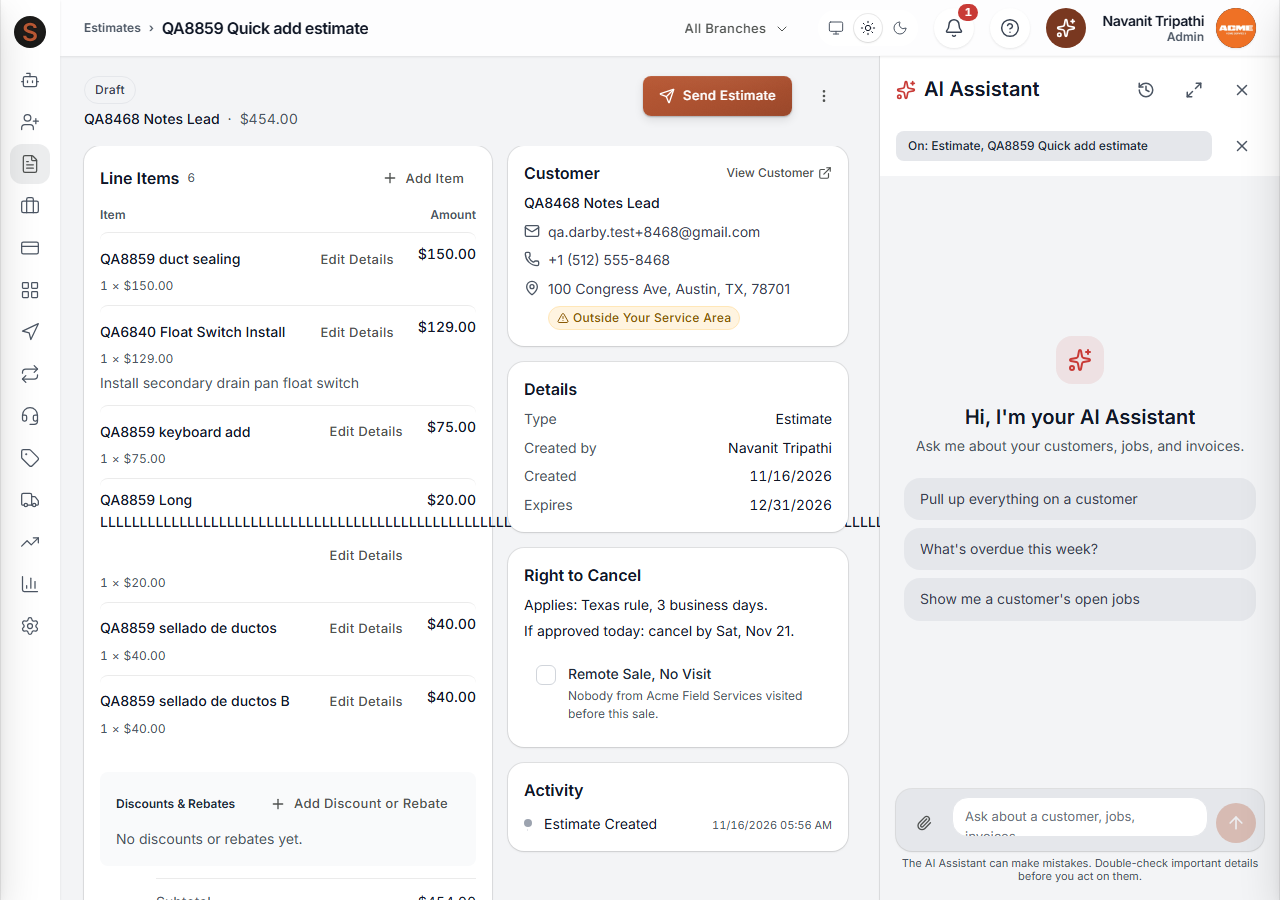 S
Estimates › QA8859 Quick add estimate
All Branches
1
Navanit Tripathi
Admin
ACME
Draft
QA8468 Notes Lead · $454.00
Send Estimate
Line Items 6
Add Item
Item Amount
QA8859 duct sealing Edit Details $150.00
1 × $150.00
QA6840 Float Switch Install Edit Details $129.00
1 × $129.00
Install secondary drain pan float switch
QA8859 keyboard add Edit Details $75.00
1 × $75.00
QA8859 Long $20.00
Edit Details
1 × $20.00
QA8859 sellado de ductos Edit Details $40.00
1 × $40.00
QA8859 sellado de ductos B Edit Details $40.00
1 × $40.00
Discounts & Rebates Add Discount or Rebate
No discounts or rebates yet.
Subtotal $454.00
Customer View Customer
QA8468 Notes Lead
qa.darby.test+8468@gmail.com
+1 (512) 555-8468
100 Congress Ave, Austin, TX, 78701
Outside Your Service Area
Details
Type Estimate
Created by Navanit Tripathi
Created 11/16/2026
Expires 12/31/2026
Right to Cancel
Applies: Texas rule, 3 business days.
If approved today: cancel by Sat, Nov 21.
Remote Sale, No Visit
Nobody from Acme Field Services visited
before this sale.
Activity
Estimate Created 11/16/2026 05:56 AM
AI Assistant
On: Estimate, QA8859 Quick add estimate
Hi, I'm your AI Assistant
Ask me about your customers, jobs, and invoices.
Pull up everything on a customer
What's overdue this week?
Show me a customer's open jobs
Ask about a customer, jobs,
invoices
The AI Assistant can make mistakes. Double-check important details
before you act on them.